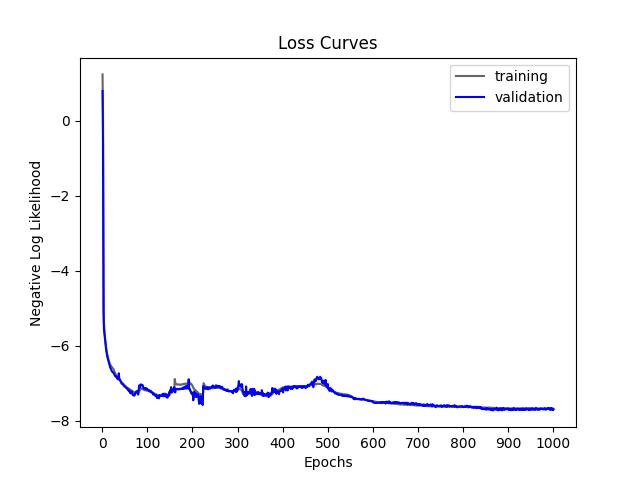 Loss Curves
training
validation
Negative Log Likelihood
0
−2
−4
−6
−8
0 100 200 300 400 500 600 700 800 900 1000
Epochs